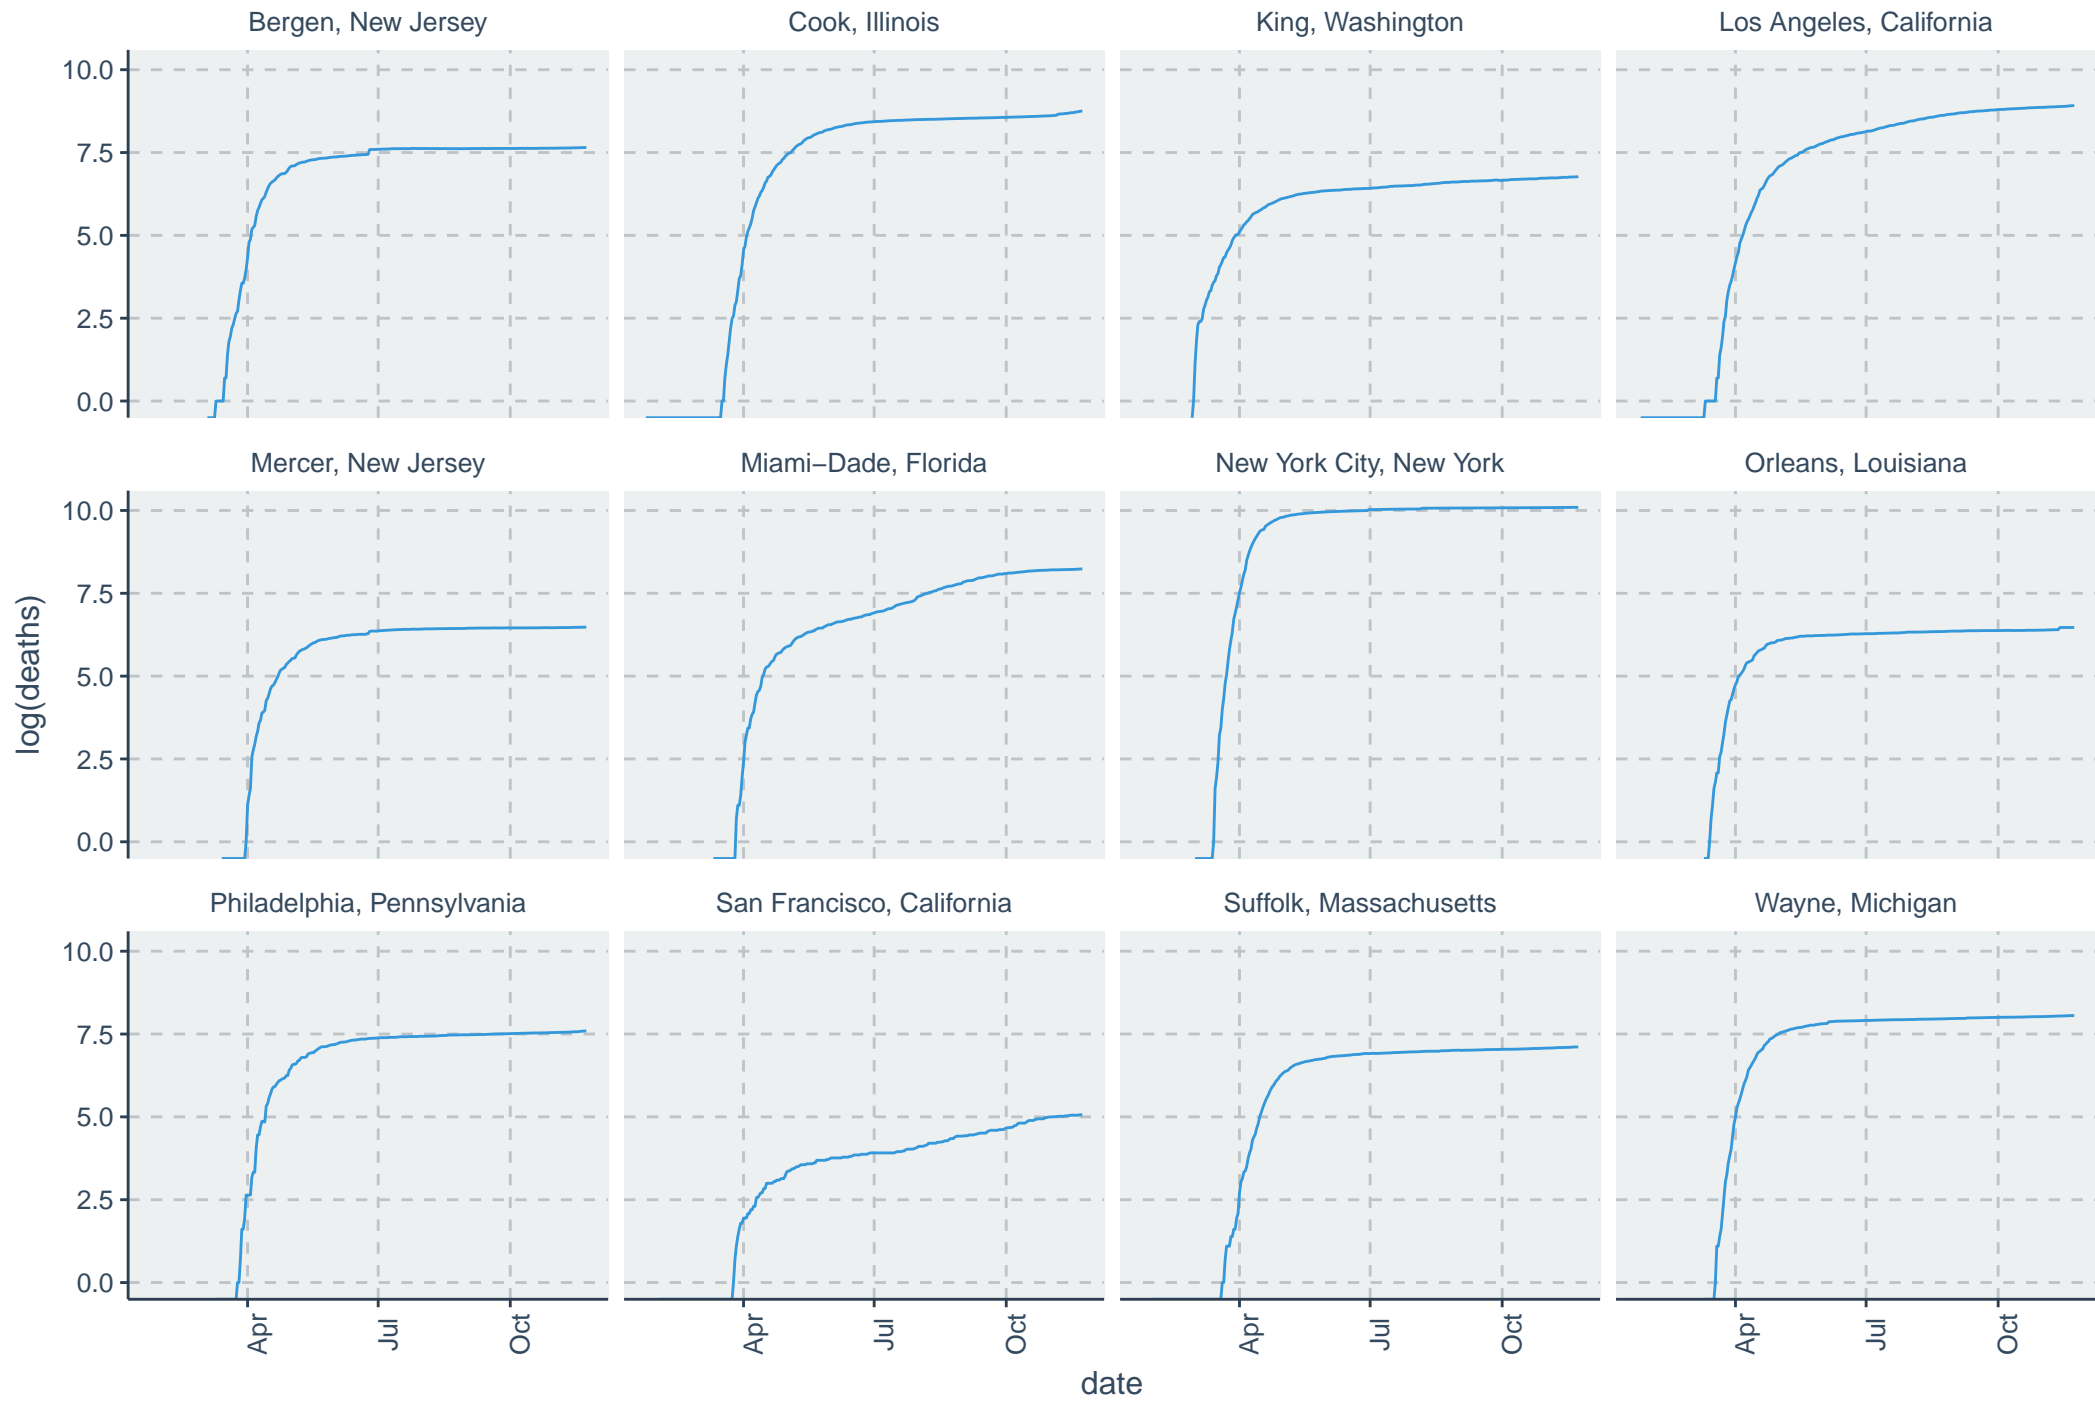 Bergen, New Jersey
Cook, Illinois
King, Washington
Los Angeles, California
10.0
7.5
5.0
2.5
0.0
Mercer, New Jersey
Miami−Dade, Florida
New York City, New York
Orleans, Louisiana
10.0
7.5
5.0
2.5
0.0
log(deaths)
Philadelphia, Pennsylvania
San Francisco, California
Suffolk, Massachusetts
Wayne, Michigan
10.0
7.5
5.0
2.5
0.0
Apr
Jul
Oct
Apr
Jul
Oct
Apr
Jul
Oct
Apr
Jul
Oct
date